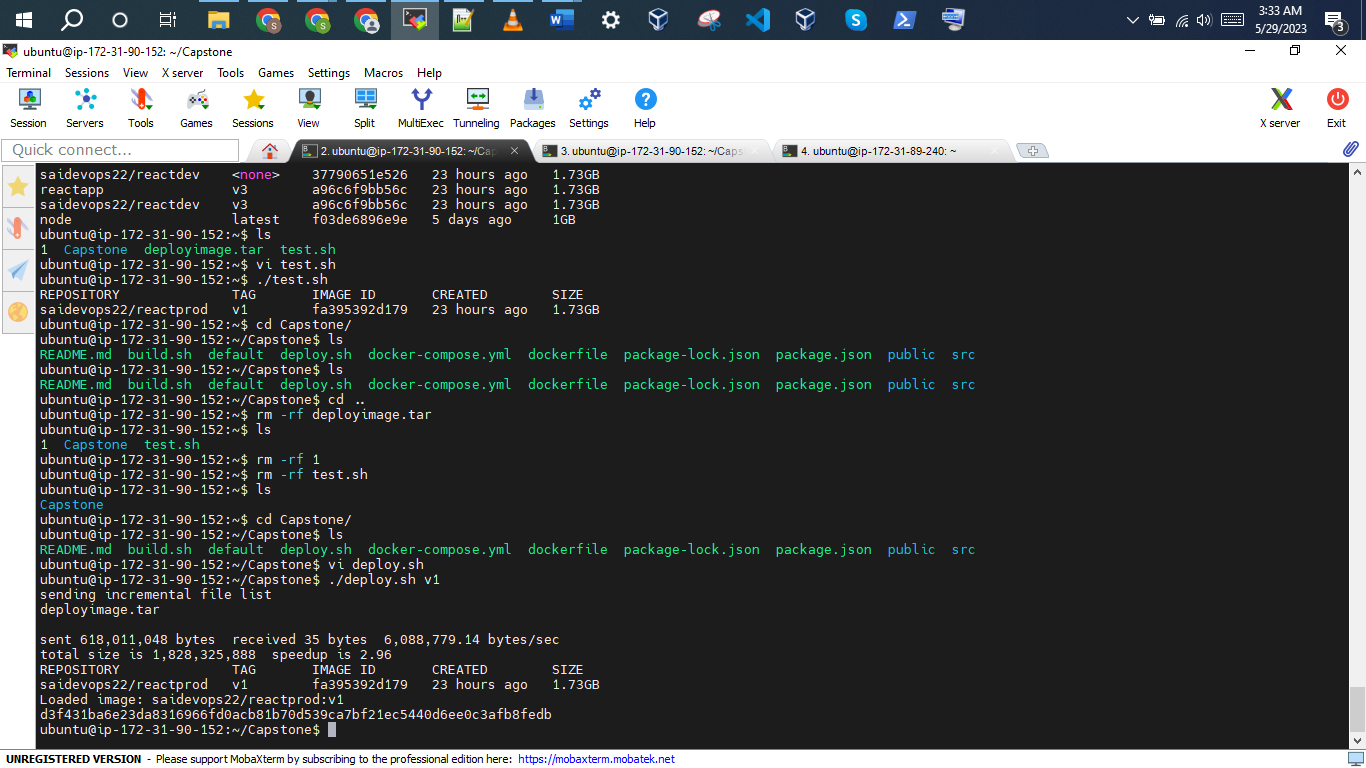 3:33 AM
5/29/2023
3
ubuntu@ip-172-31-90-152: ~/Capstone
Terminal Sessions View X server Tools Games Settings Macros Help
Session Servers Tools Games Sessions View Split MultiExec Tunneling Packages Settings Help X server Exit
Quick connect... 2. ubuntu@ip-172-31-90-152: ~/Cap 3. ubuntu@ip-172-31-90-152: ~/Caps 4. ubuntu@ip-172-31-89-240: ~
saidevops22/reactdev <none> 37790651e526 23 hours ago 1.73GB
reactapp v3 a96c6f9bb56c 23 hours ago 1.73GB
saidevops22/reactdev v3 a96c6f9bb56c 23 hours ago 1.73GB
node latest f03de6896e9e 5 days ago 1GB
ubuntu@ip-172-31-90-152:~$ ls
1 Capstone deployimage.tar test.sh
ubuntu@ip-172-31-90-152:~$ vi test.sh
ubuntu@ip-172-31-90-152:~$ ./test.sh
REPOSITORY TAG IMAGE ID CREATED SIZE
saidevops22/reactprod v1 fa395392d179 23 hours ago 1.73GB
ubuntu@ip-172-31-90-152:~$ cd Capstone/
ubuntu@ip-172-31-90-152:~/Capstone$ ls
README.md build.sh default deploy.sh docker-compose.yml dockerfile package-lock.json package.json public src
ubuntu@ip-172-31-90-152:~/Capstone$ ls
README.md build.sh default deploy.sh docker-compose.yml dockerfile package-lock.json package.json public src
ubuntu@ip-172-31-90-152:~/Capstone$ cd ..
ubuntu@ip-172-31-90-152:~$ rm -rf deployimage.tar
ubuntu@ip-172-31-90-152:~$ ls
1 Capstone test.sh
ubuntu@ip-172-31-90-152:~$ rm -rf 1
ubuntu@ip-172-31-90-152:~$ rm -rf test.sh
ubuntu@ip-172-31-90-152:~$ ls
Capstone
ubuntu@ip-172-31-90-152:~$ cd Capstone/
ubuntu@ip-172-31-90-152:~/Capstone$ ls
README.md build.sh default deploy.sh docker-compose.yml dockerfile package-lock.json package.json public src
ubuntu@ip-172-31-90-152:~/Capstone$ vi deploy.sh
ubuntu@ip-172-31-90-152:~/Capstone$ ./deploy.sh v1
sending incremental file list
deployimage.tar
sent 618,011,048 bytes received 35 bytes 6,088,779.14 bytes/sec
total size is 1,828,325,888 speedup is 2.96
REPOSITORY TAG IMAGE ID CREATED SIZE
saidevops22/reactprod v1 fa395392d179 23 hours ago 1.73GB
Loaded image: saidevops22/reactprod:v1
d3f431ba6e23da8316966fd0acb81b70d539ca7bf21ec5440d6ee0c3afb8fedb
ubuntu@ip-172-31-90-152:~/Capstone$
UNREGISTERED VERSION - Please support MobaXterm by subscribing to the professional edition here: https://mobaxterm.mobatek.net